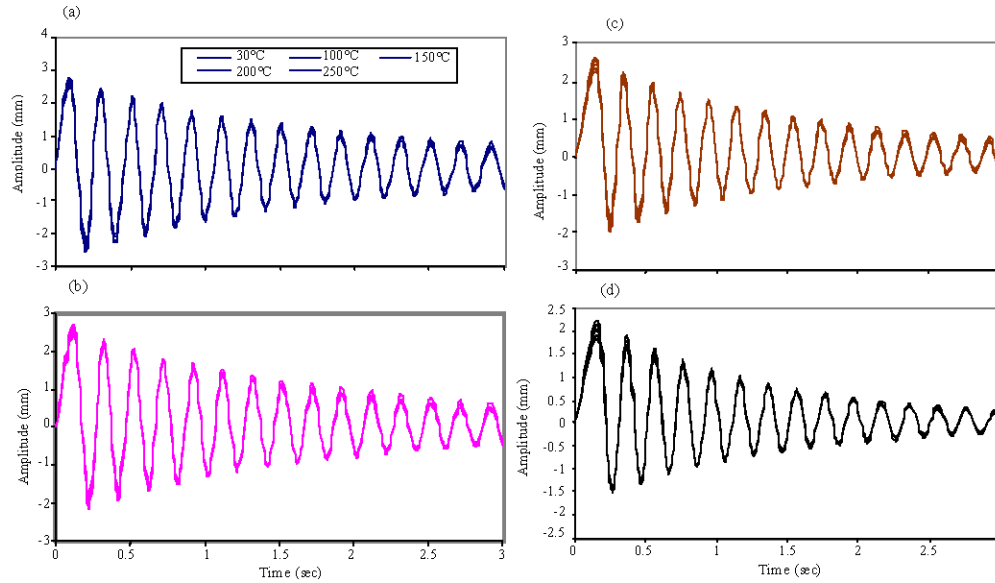 (a)
4
3
2
1
0
-1
-2
-3
Amplitude (mm)
30°C 100°C 150°C
200°C 250°C
(c)
3
2
1
0
-1
-2
-3
Amplitude (mm)
(b)
3
2
1
0
-1
-2
-3
Amplitude (mm)
0 0.5 1 1.5 2 2.5 3
Time (sec)
(d)
2.5
2
1.5
1
0.5
0
-0.5
-1
-1.5
-2
-2.5
Amplitude (mm)
0 0.5 1 1.5 2 2.5
Time (sec)